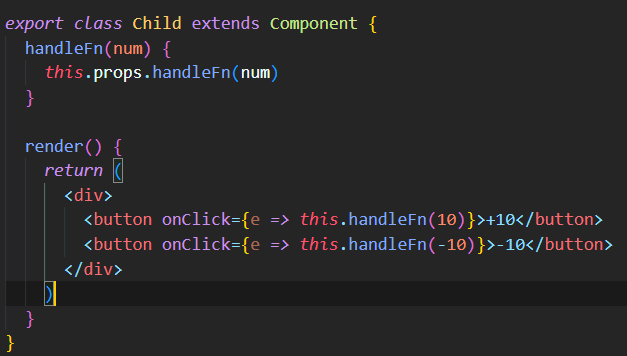 export class Child extends Component {
  handleFn(num) {
    this.props.handleFn(num)
  }

  render() {
    return (
      <div>
        <button onClick={e => this.handleFn(10)}>+10</button>
        <button onClick={e => this.handleFn(-10)}>-10</button>
      </div>
    )
  }
}